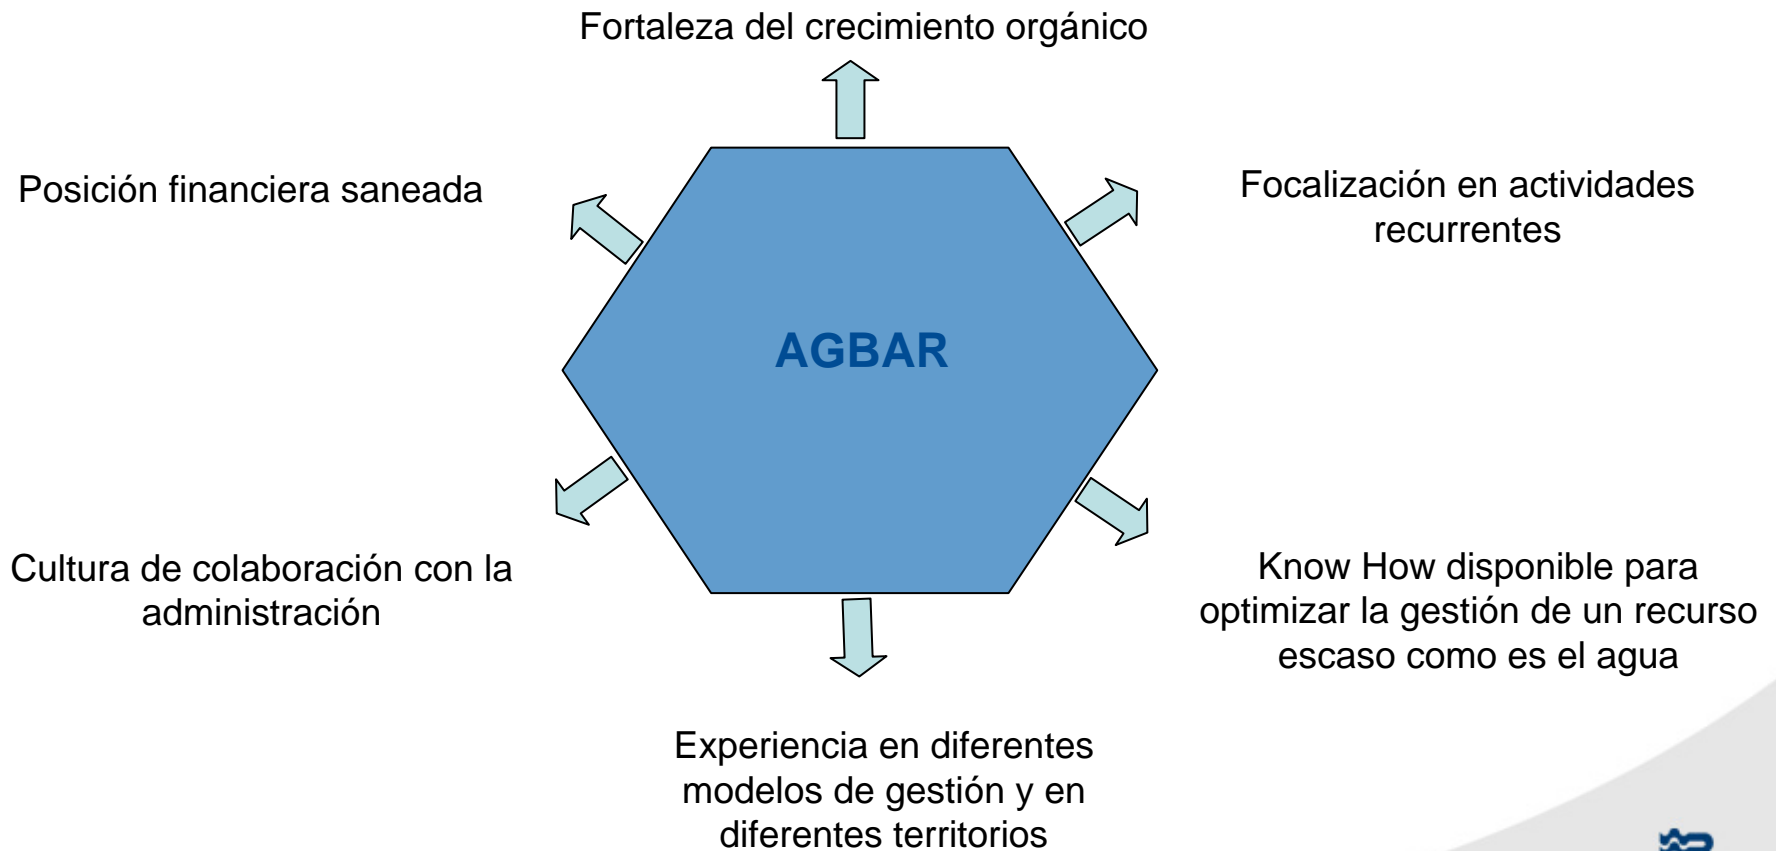 Fortaleza del crecimiento orgánico
Posición financiera saneada
Focalización en actividades
recurrentes
AGBAR
Cultura de colaboración con la
administración
Know How disponible para
optimizar la gestión de un recurso
escaso como es el agua
Experiencia en diferentes
modelos de gestión y en
diferentes territorios